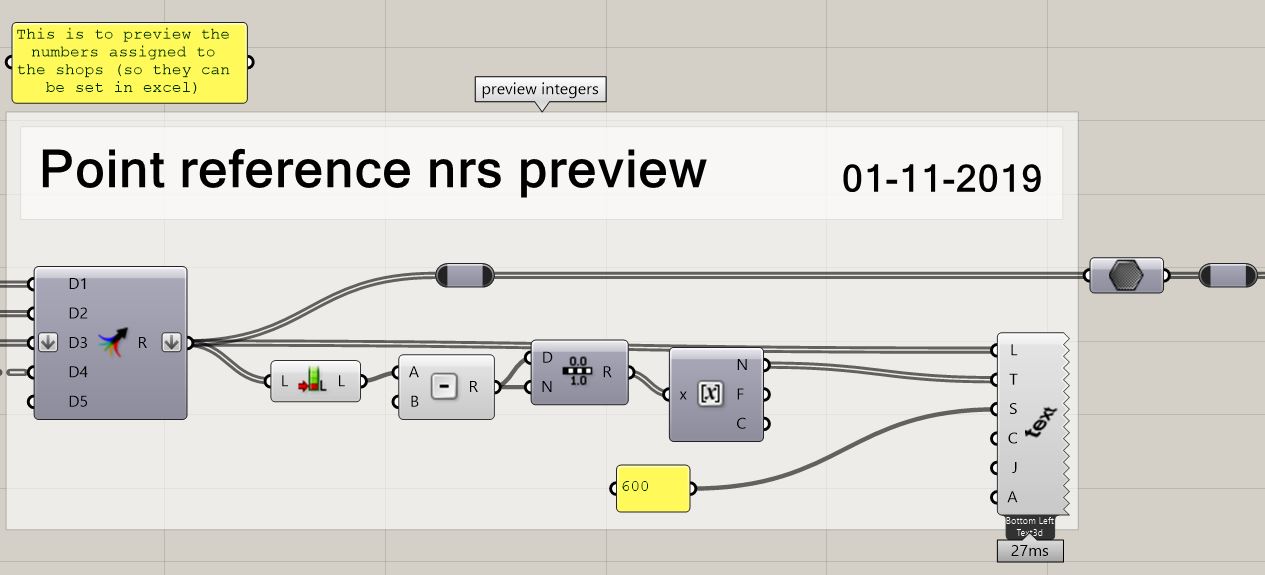 This is to preview the
numbers assigned to
the shops (so they can
be set in excel)
preview integers
Point reference nrs preview
01-11-2019
D1
D2
D3 R
D4
D5
L L
A
B
R
D
N
R
0.0
1.0
x
[x]
N
F
C
600
L
T
S
C
J
A
text
Bottom Left
Text3d
27ms